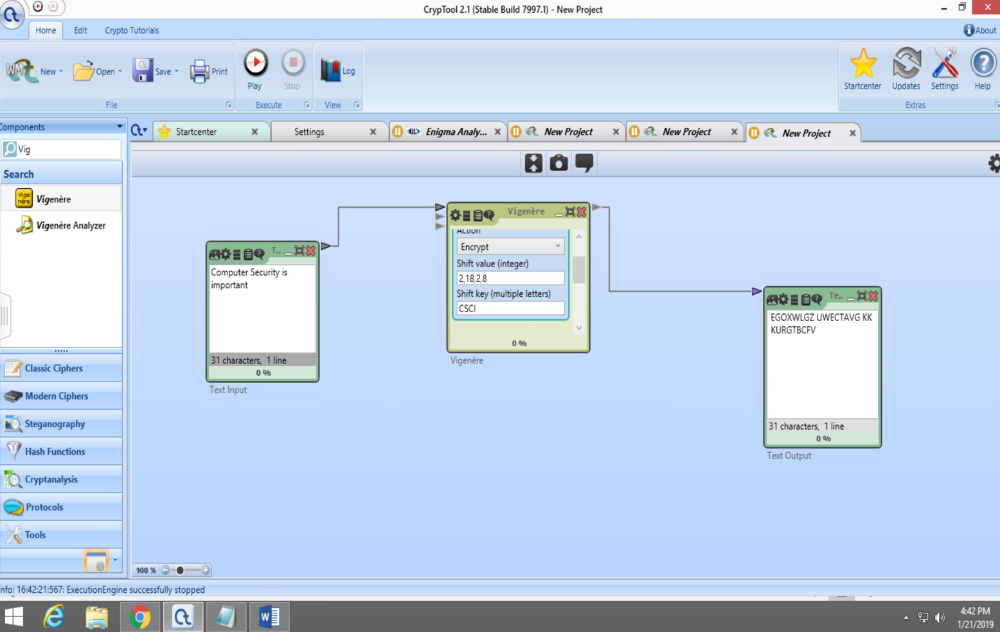 CrypTool 2.1 (Stable Build 7997.1) - New Project
Home Edit Crypto Tutorials About
New Open Save Print Play Stop Log Startcenter Updates Settings Help
File Execute View Extras
Components Startcenter Settings Enigma Analy... New Project New Project New Project
Vig
Search
Vigenère
Vigenère Analyzer
T...
Computer Security is
important
31 characters, 1 line
0 %
Text Input
Vigenère
Action
Encrypt
Shift value (integer)
2,18,2,8
Shift key (multiple letters)
CSCI
0 %
Vigenère
Te...
EGOXWLGZ UWECTAVG KK
KURGTBCFV
31 characters, 1 line
0 %
Text Output
Classic Ciphers
Modern Ciphers
Steganography
Hash Functions
Cryptanalysis
Protocols
Tools
100 %
nfo: 16:42:21:567: ExecutionEngine successfully stopped
4:42 PM
1/21/2019